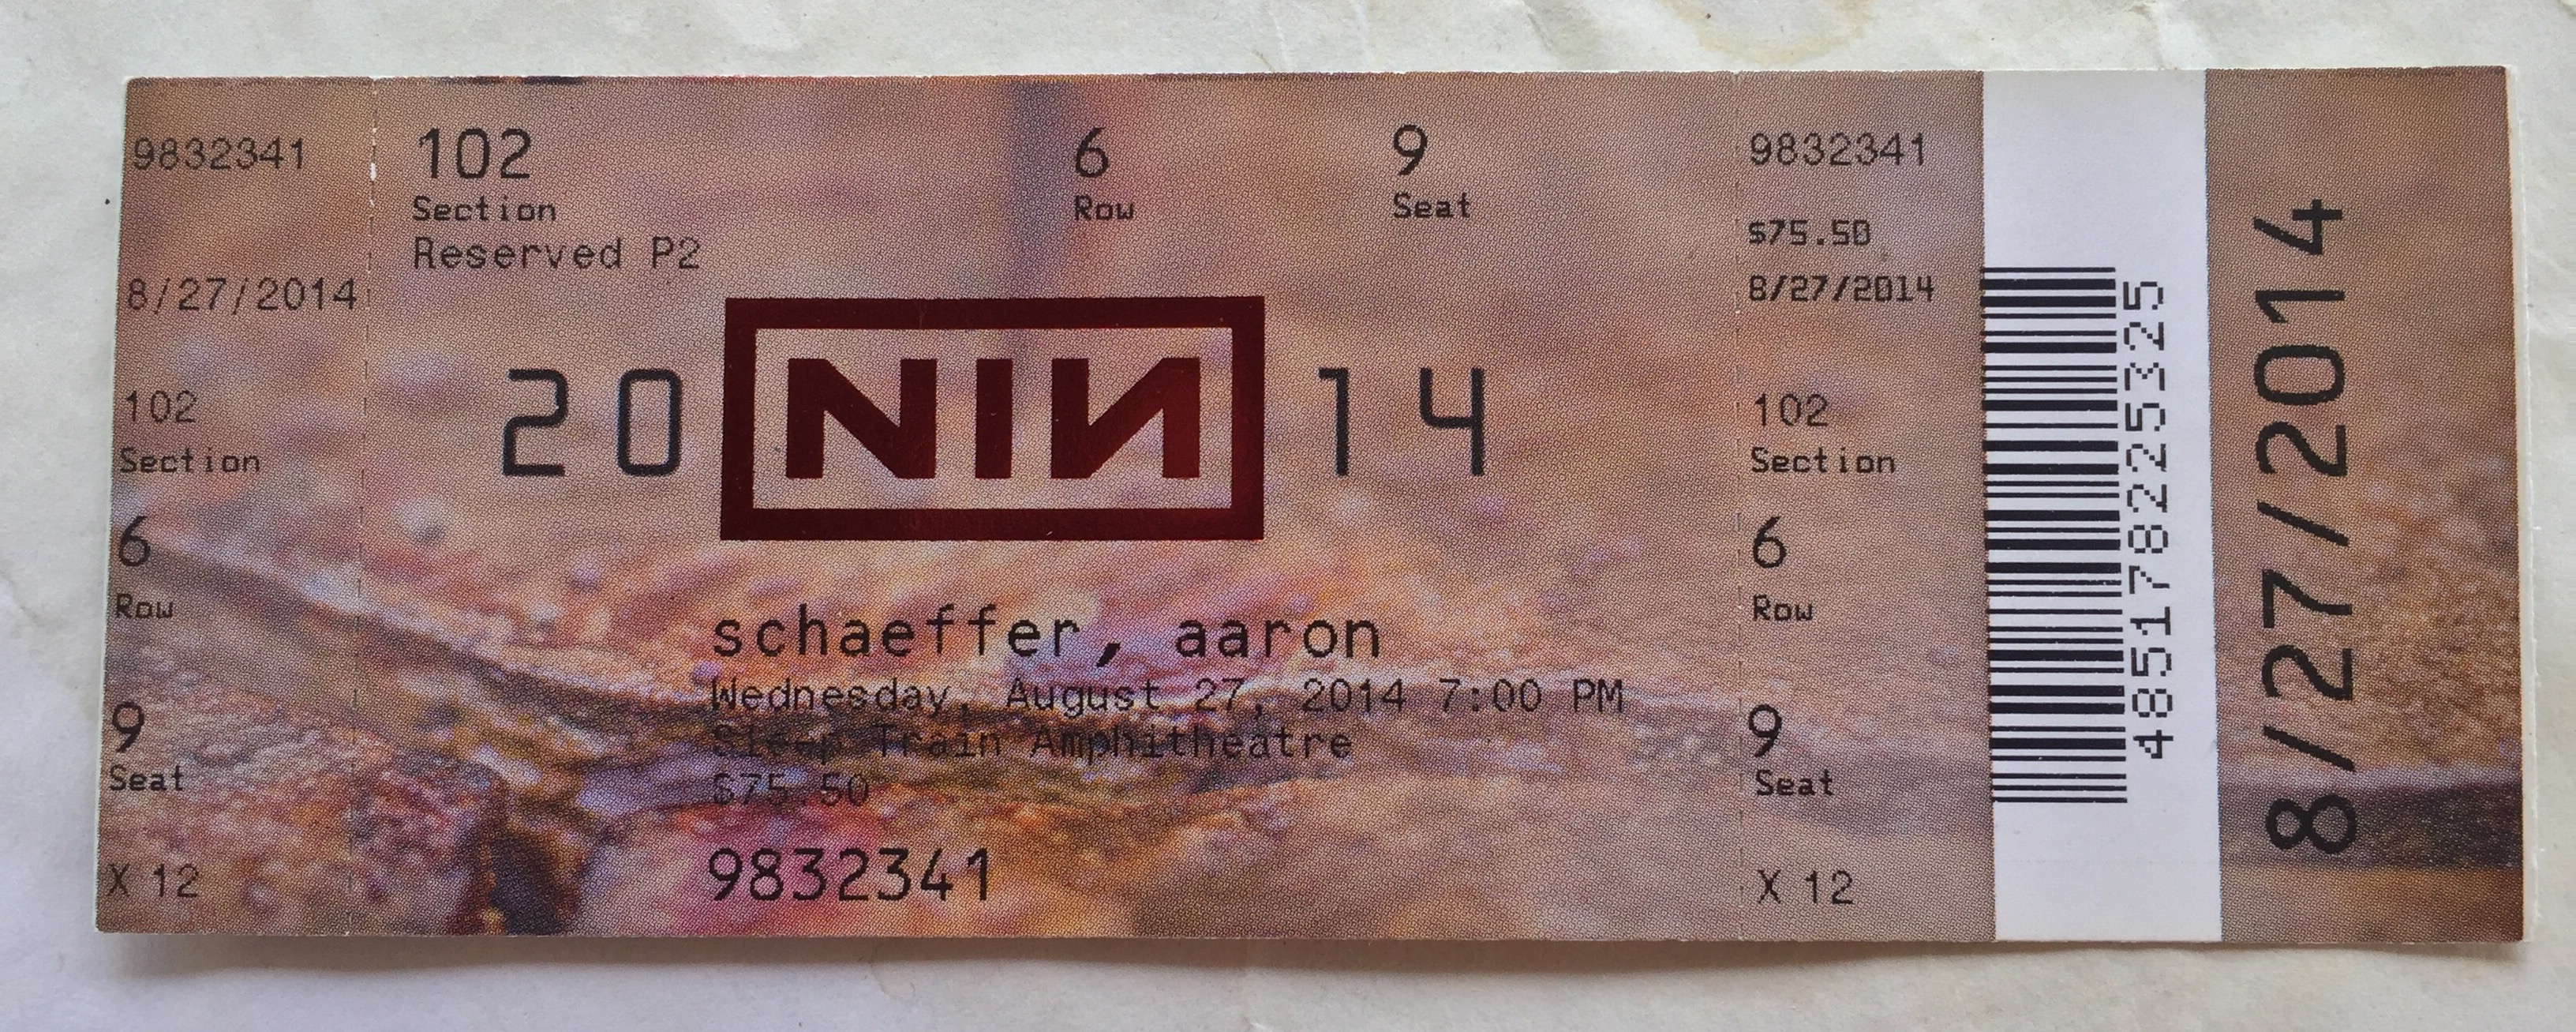 9832341
8/27/2014
102
Section
6
Row
9
Seat
X 12
102
Section
Reserved P2
6
Row
9
Seat
20 NIИ 14
schaeffer, aaron
Wednesday, August 27, 2014 7:00 PM
Sleep Train Amphitheatre
$75.50
9832341
9832341
$75.50
8/27/2014
102
Section
6
Row
9
Seat
X 12
485178225325
8/27/2014